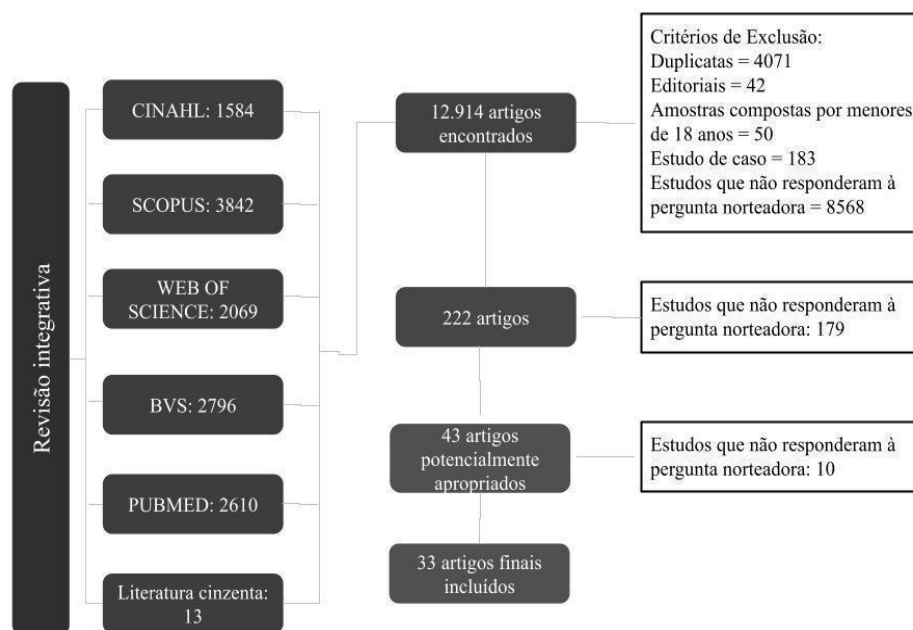 Revisão integrativa
CINAHL: 1584
SCOPUS: 3842
WEB OF
SCIENCE: 2069
BVS: 2796
PUBMED: 2610
Literatura cinzenta:
13
12.914 artigos
encontrados
222 artigos
43 artigos
potencialmente
apropriados
33 artigos finais
incluídos
Critérios de Exclusão:
Duplicatas = 4071
Editoriais = 42
Amostras compostas por menores
de 18 anos = 50
Estudo de caso = 183
Estudos que não responderam à
pergunta norteadora = 8568
Estudos que não responderam à
pergunta norteadora: 179
Estudos que não responderam à
pergunta norteadora: 10